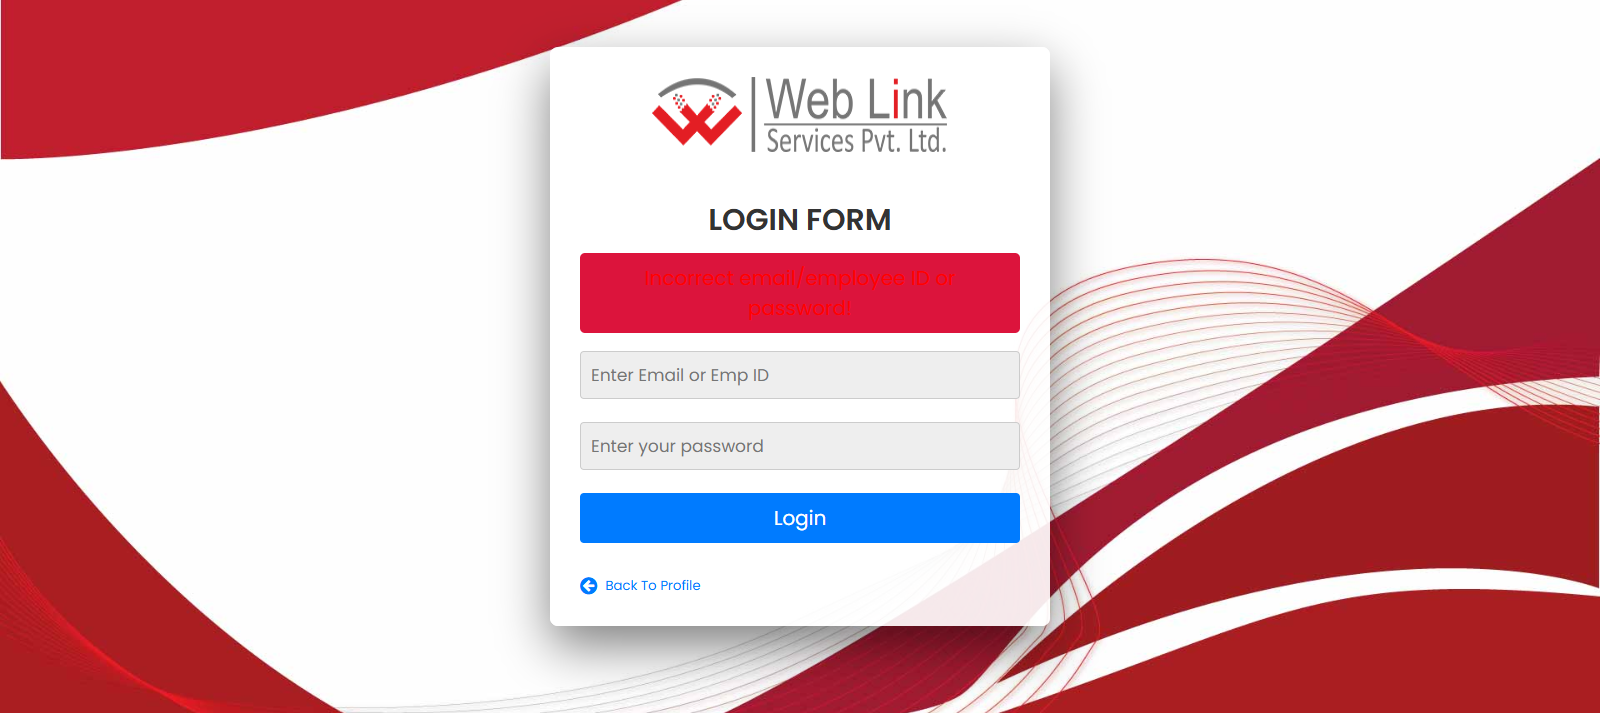 Web Link
Services Pvt. Ltd.
LOGIN FORM
Incorrect email/employee ID or
password!
Enter Email or Emp ID
Enter your password
Login
Back To Profile